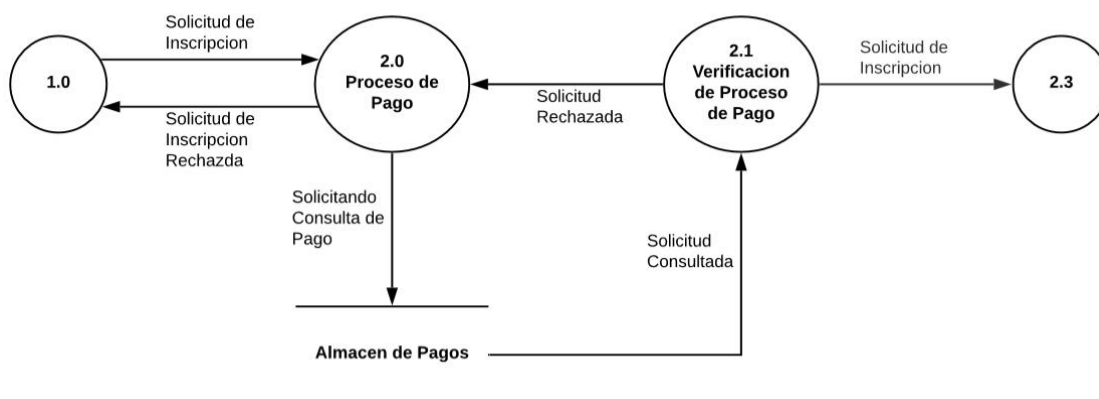 Solicitud de
Inscripcion
1.0
2.0
Proceso de
Pago
Solicitud de
Inscripcion
Rechazda
Solicitud
Rechazada
2.1
Verificacion
de Proceso
de Pago
Solicitud de
Inscripcion
2.3
Solicitando
Consulta de
Pago
Solicitud
Consultada
Almacen de Pagos